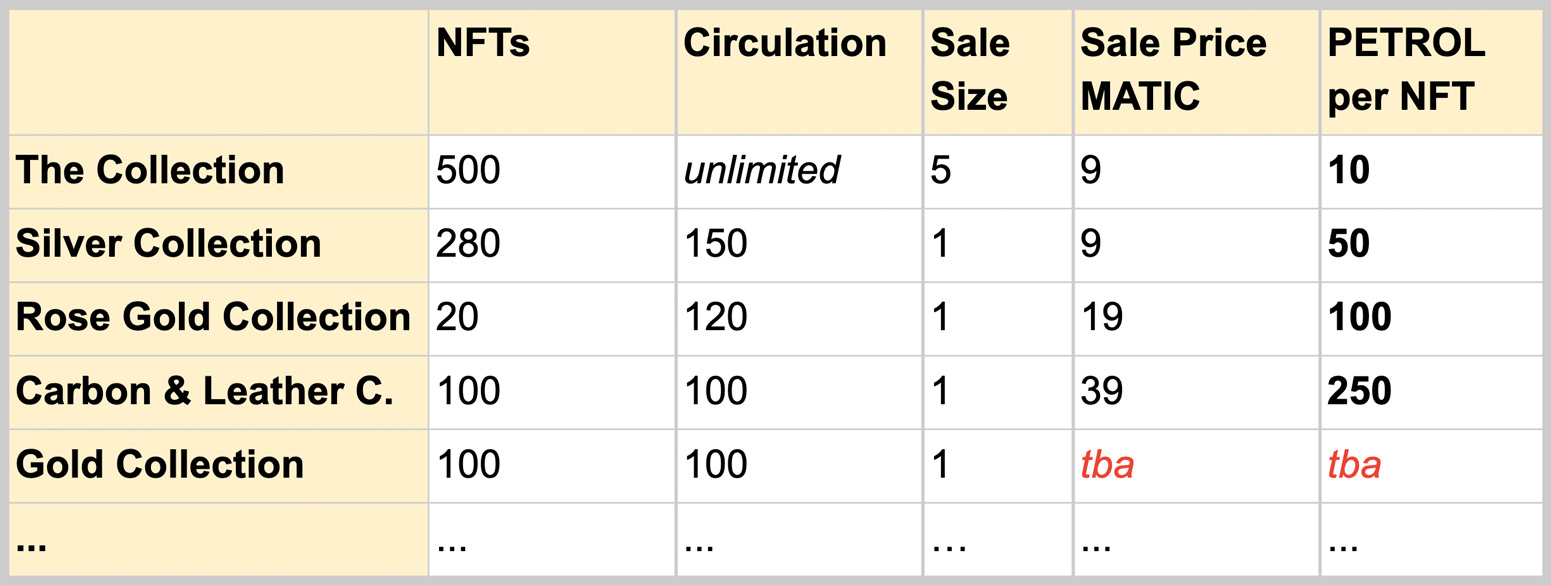 NFTs Circulation Sale Sale Price PETROL
Size MATIC per NFT
The Collection 500 unlimited 5 9 10
Silver Collection 280 150 1 9 50
Rose Gold Collection 20 120 1 19 100
Carbon & Leather C. 100 100 1 39 250
Gold Collection 100 100 1 tba tba
... ... ... ... ... ...